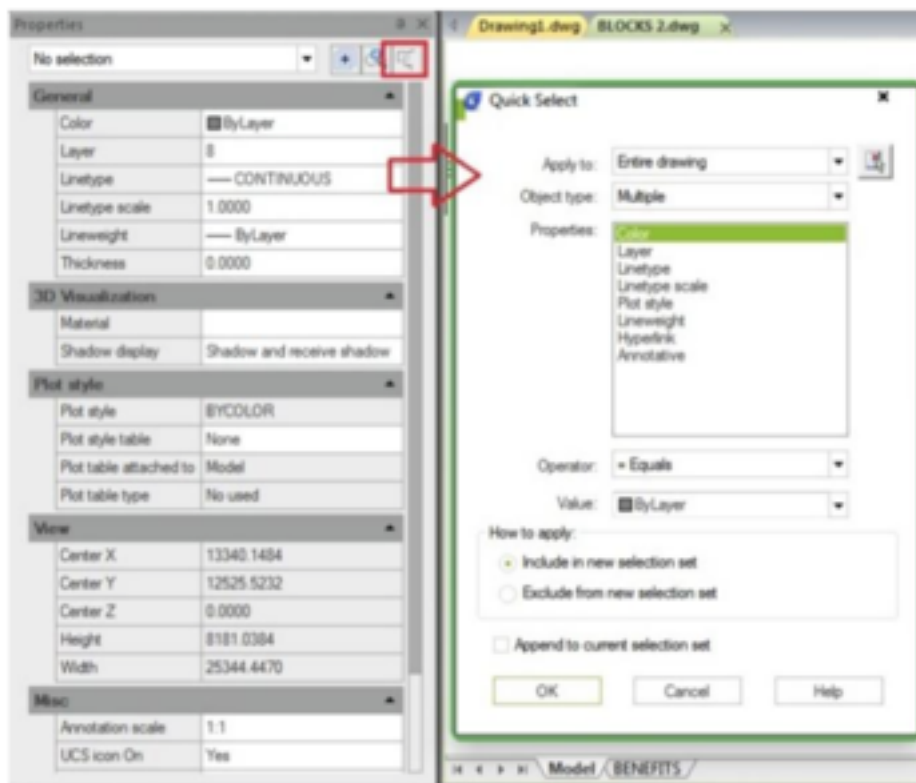 Properties
No selection
General
Color ByLayer
Layer 8
Linetype CONTINUOUS
Linetype scale 1.0000
Lineweight ByLayer
Thickness 0.0000
3D Visualization
Material
Shadow display Shadow and receive shadow
Plot style
Plot style BYCOLOR
Plot style table None
Plot table attached to Model
Plot table type No used
View
Center X 13340.1484
Center Y 12525.5232
Center Z 0.0000
Height 8181.0384
Width 25344.4470
Misc
Annotation scale 1:1
UCS icon On Yes
Drawing1.dwg BLOCKS 2.dwg
Quick Select
Apply to: Entire drawing
Object type: Multiple
Properties: Color
Layer
Linetype
Linetype scale
Plot style
Lineweight
Hyperlink
Annotative
Operator: = Equals
Value: ByLayer
How to apply:
Include in new selection set
Exclude from new selection set
Append to current selection set
OK Cancel Help
Model BENEFITS